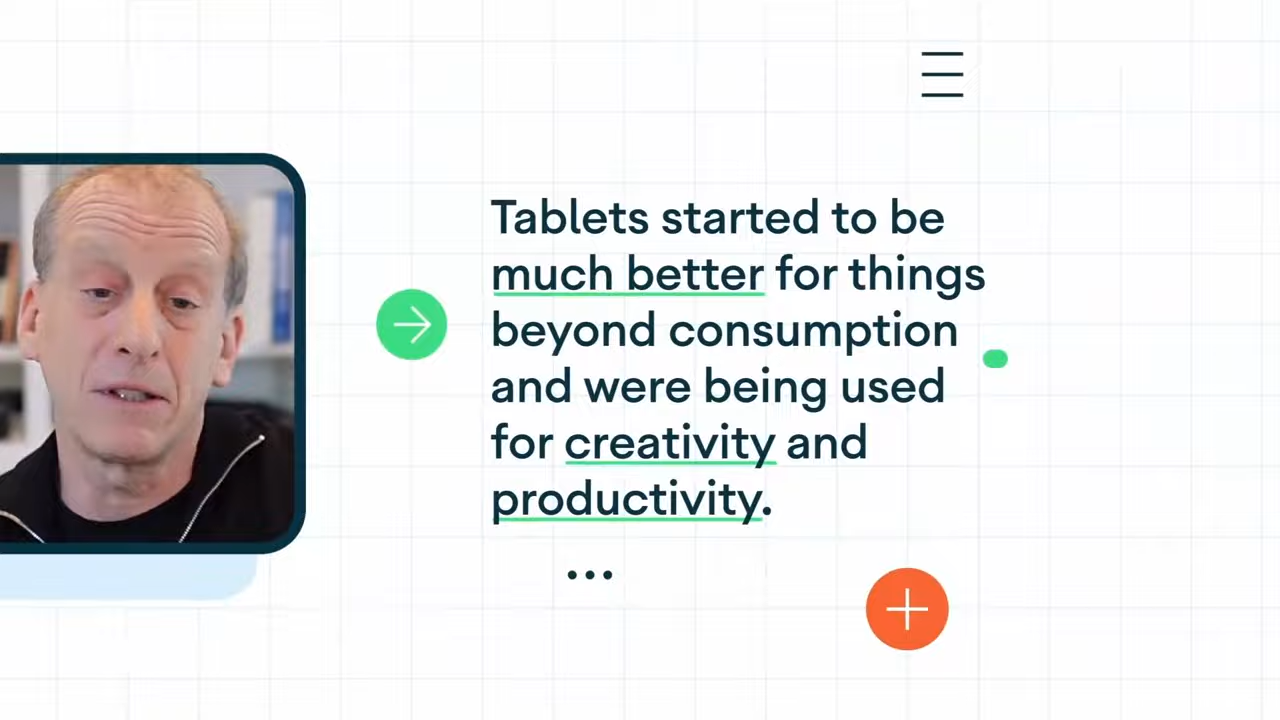 Tablets started to be
much better for things
beyond consumption
and were being used
for creativity and
productivity.
...